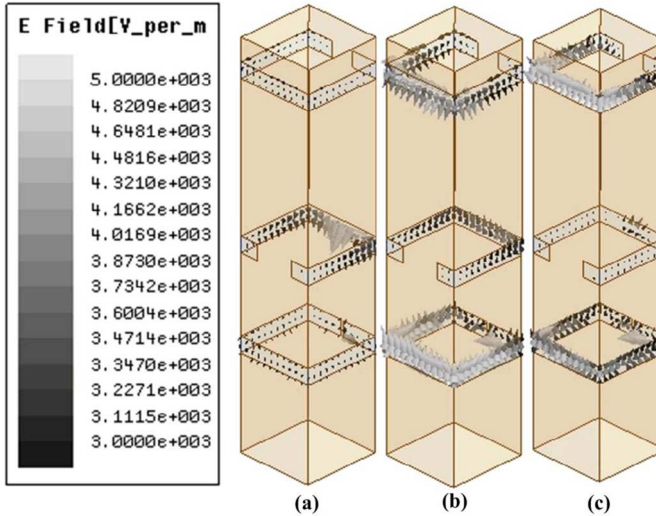 E Field[V_per_m
5.0000e+003
4.8209e+003
4.6481e+003
4.4816e+003
4.3210e+003
4.1662e+003
4.0169e+003
3.8730e+003
3.7342e+003
3.6004e+003
3.4714e+003
3.3470e+003
3.2271e+003
3.1115e+003
3.0000e+003
(a) (b) (c)